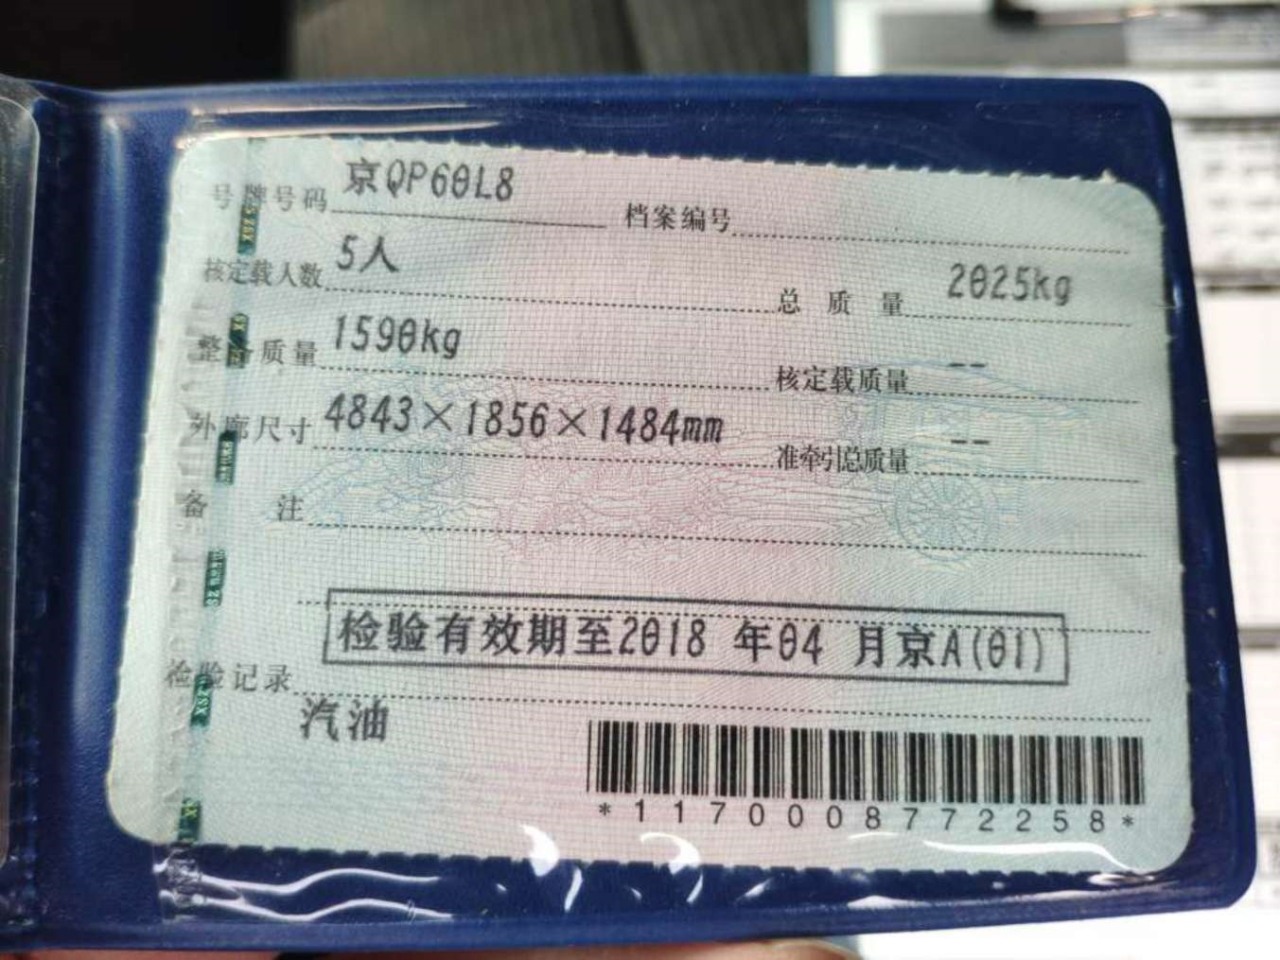 号牌号码 京QP60L8 档案编号
核定载人数 5人 总质量 2025kg
整备质量 1590kg 核定载质量 --
外廓尺寸 4843×1856×1484mm 准牵引总质量 --
备注
检验有效期至2018 年04 月京A(01)
检验记录
汽油
*1170008772258*